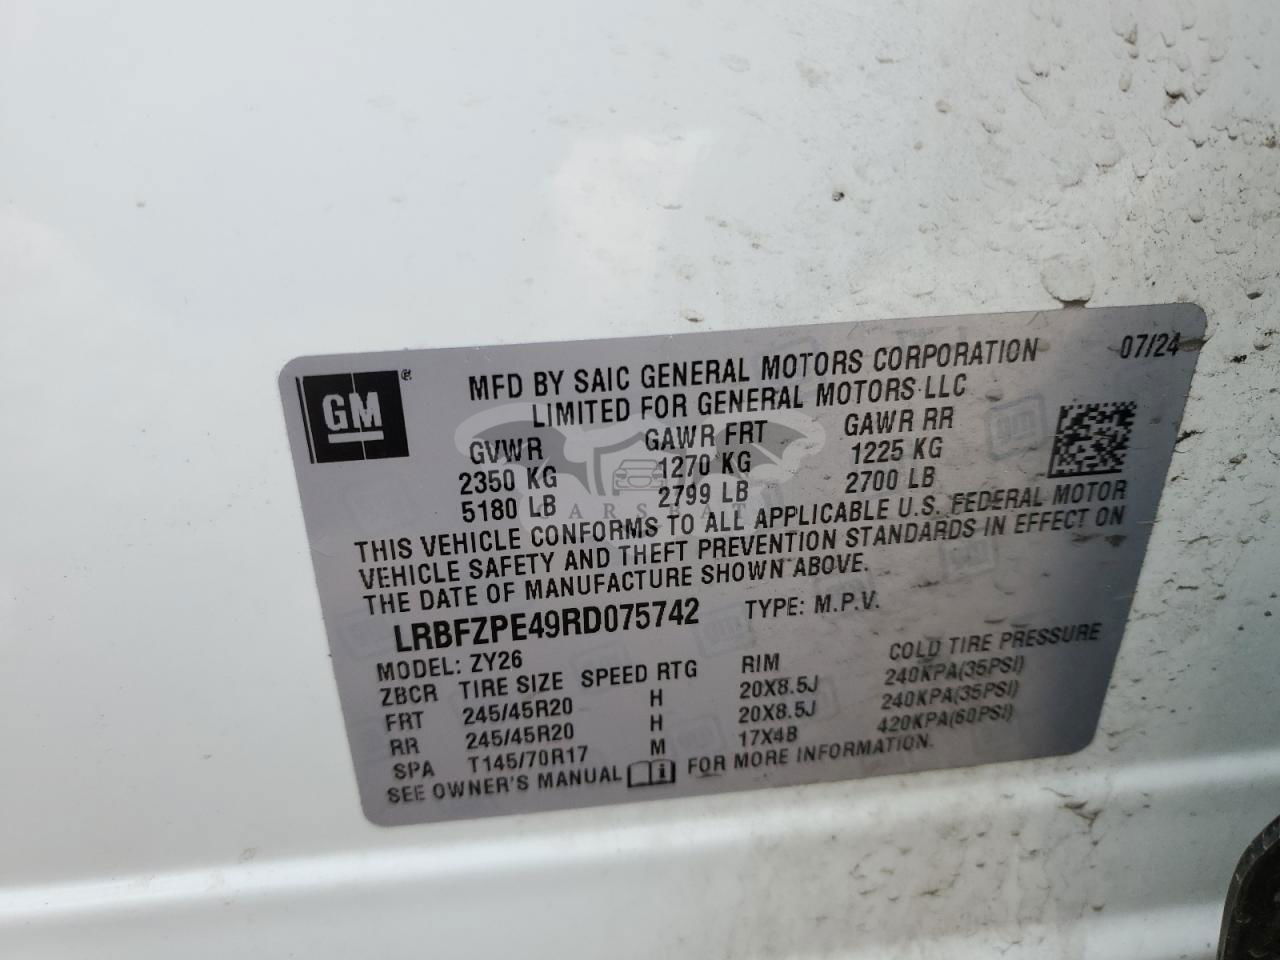 GM
MFD BY SAIC GENERAL MOTORS CORPORATION 07/24
LIMITED FOR GENERAL MOTORS LLC
GVWR GAWR FRT GAWR RR
2350 KG 1270 KG 1225 KG
5180 LB 2799 LB 2700 LB
THIS VEHICLE CONFORMS TO ALL APPLICABLE U.S. FEDERAL MOTOR
VEHICLE SAFETY AND THEFT PREVENTION STANDARDS IN EFFECT ON
THE DATE OF MANUFACTURE SHOWN ABOVE.
LRBFZPE49RD075742 TYPE: M.P.V.
MODEL: ZY26
ZBCR TIRE SIZE SPEED RTG RIM COLD TIRE PRESSURE
FRT 245/45R20 H 20X8.5J 240KPA(35PSI)
RR 245/45R20 H 20X8.5J 240KPA(35PSI)
SPA T145/70R17 M 17X4B 420KPA(60PSI)
SEE OWNER'S MANUAL FOR MORE INFORMATION.